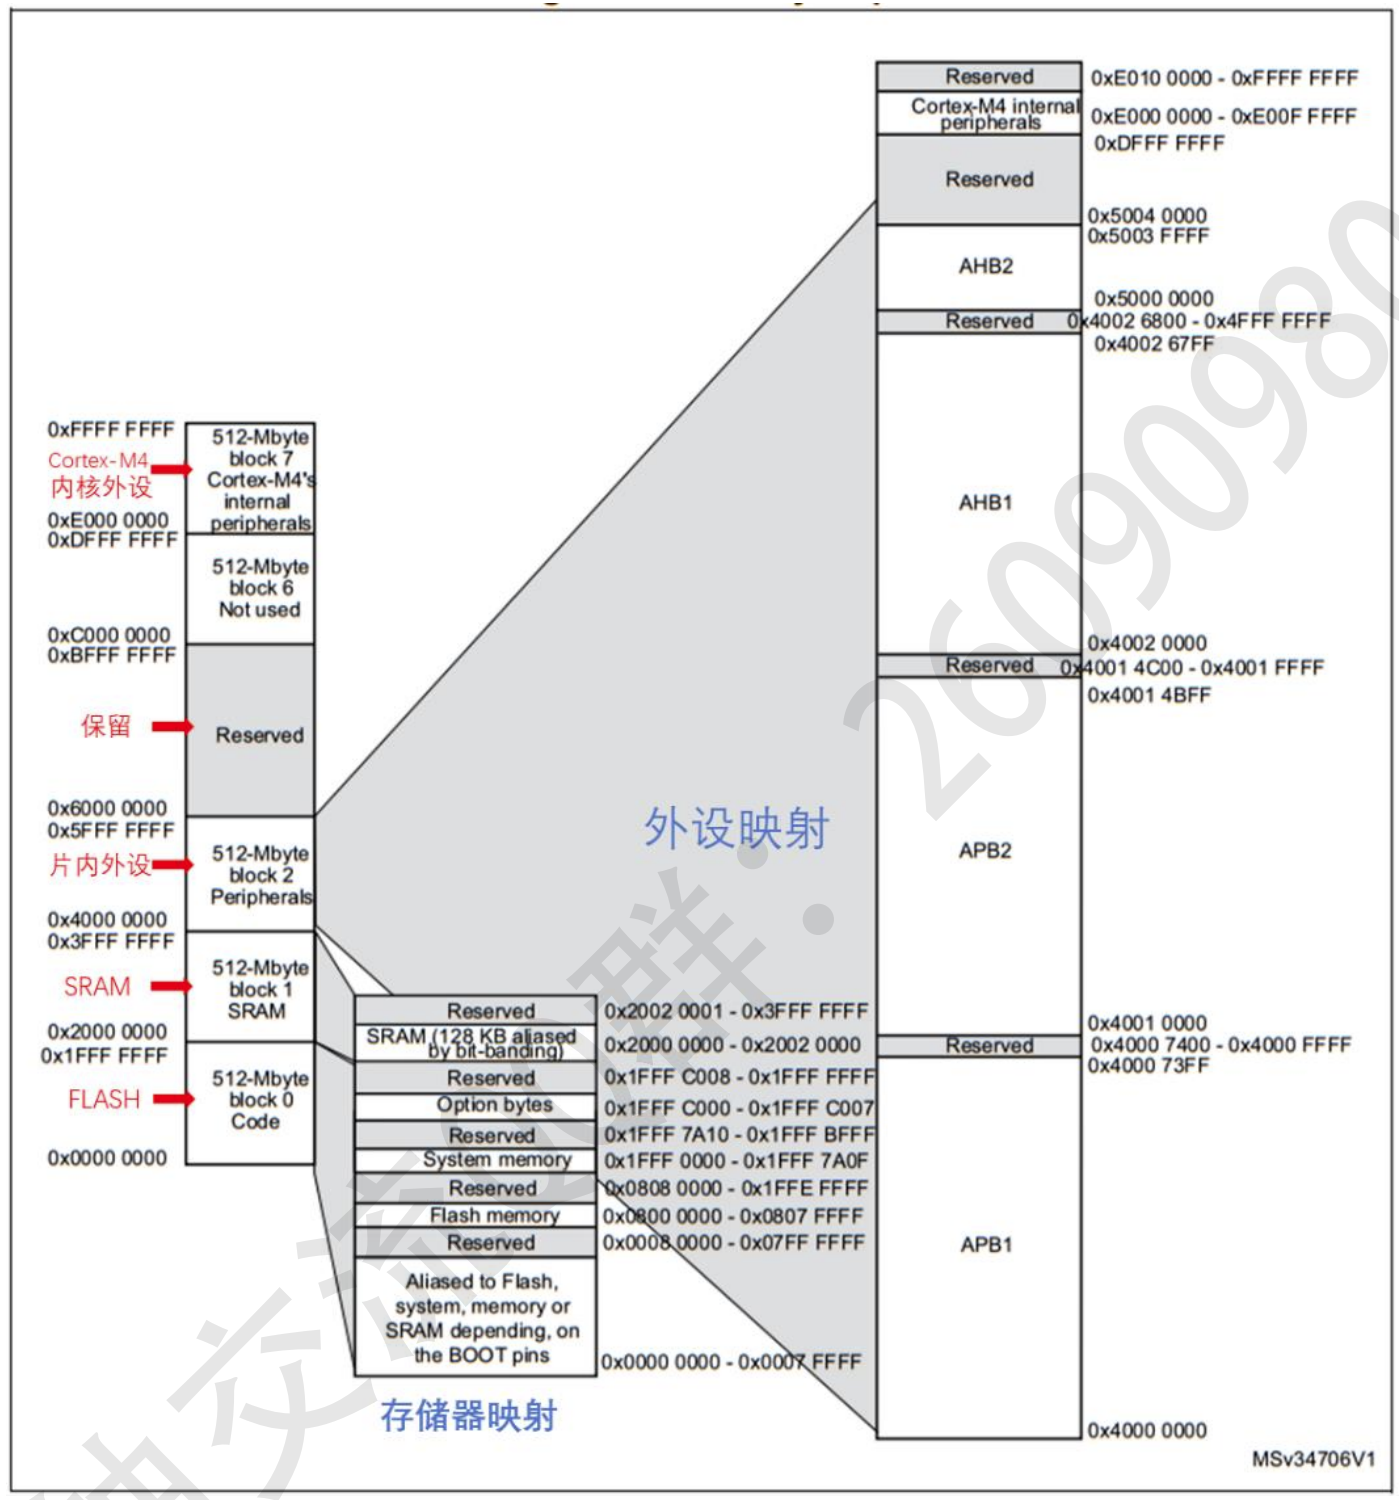 0xFFFF FFFF
Cortex-M4
内核外设
0xE000 0000
0xDFFF FFFF
0xC000 0000
0xBFFF FFFF
保留
0x6000 0000
0x5FFF FFFF
片内外设
0x4000 0000
0x3FFF FFFF
SRAM
0x2000 0000
0x1FFF FFFF
FLASH
0x0000 0000
512-Mbyte
block 7
Cortex-M4's
internal
peripherals
512-Mbyte
block 6
Not used
Reserved
512-Mbyte
block 2
Peripherals
512-Mbyte
block 1
SRAM
512-Mbyte
block 0
Code
Reserved 0x2002 0001 - 0x3FFF FFFF
SRAM (128 KB aliased
by bit-banding) 0x2000 0000 - 0x2002 0000
Reserved 0x1FFF C008 - 0x1FFF FFFF
Option bytes 0x1FFF C000 - 0x1FFF C007
Reserved 0x1FFF 7A10 - 0x1FFF BFFF
System memory 0x1FFF 0000 - 0x1FFF 7A0F
Reserved 0x0808 0000 - 0x1FFE FFFF
Flash memory 0x0800 0000 - 0x0807 FFFF
Reserved 0x0008 0000 - 0x07FF FFFF
Aliased to Flash,
system, memory or
SRAM depending, on
the BOOT pins
0x0000 0000 - 0x0007 FFFF
存储器映射
外设映射
Reserved 0xE010 0000 - 0xFFFF FFFF
Cortex-M4 internal
peripherals 0xE000 0000 - 0xE00F FFFF
0xDFFF FFFF
Reserved
0x5004 0000
0x5003 FFFF
AHB2
0x5000 0000
Reserved 0x4002 6800 - 0x4FFF FFFF
0x4002 67FF
AHB1
0x4002 0000
Reserved 0x4001 4C00 - 0x4001 FFFF
0x4001 4BFF
APB2
0x4001 0000
Reserved 0x4000 7400 - 0x4000 FFFF
0x4000 73FF
APB1
0x4000 0000
MSv34706V1
交流QQ群：26090980